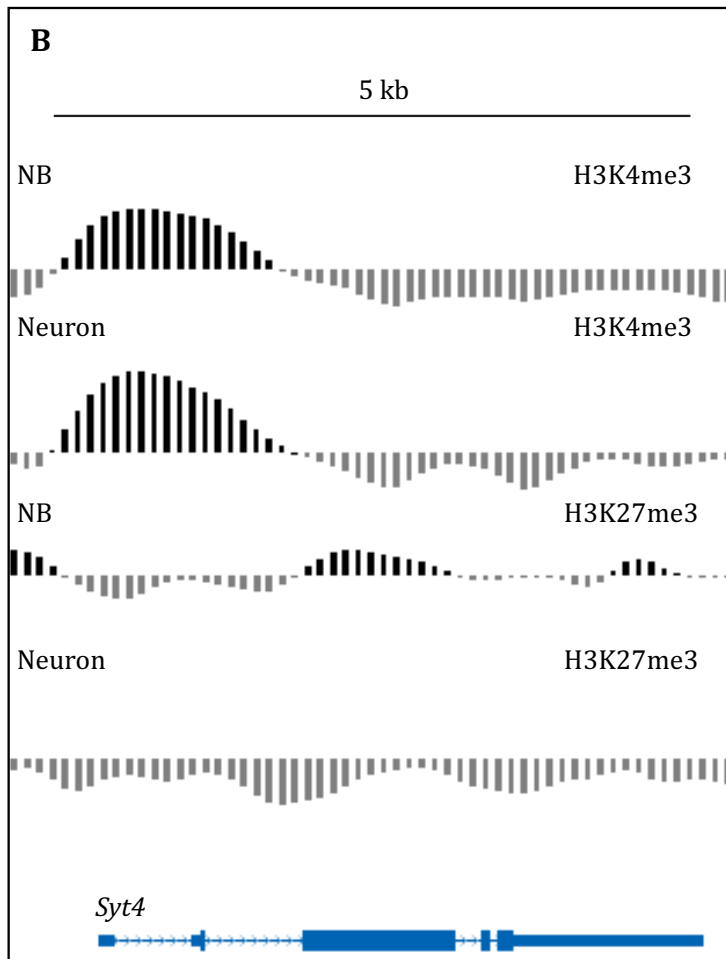 B
5 kb
NB H3K4me3
Neuron H3K4me3
NB H3K27me3
Neuron H3K27me3
Syt4